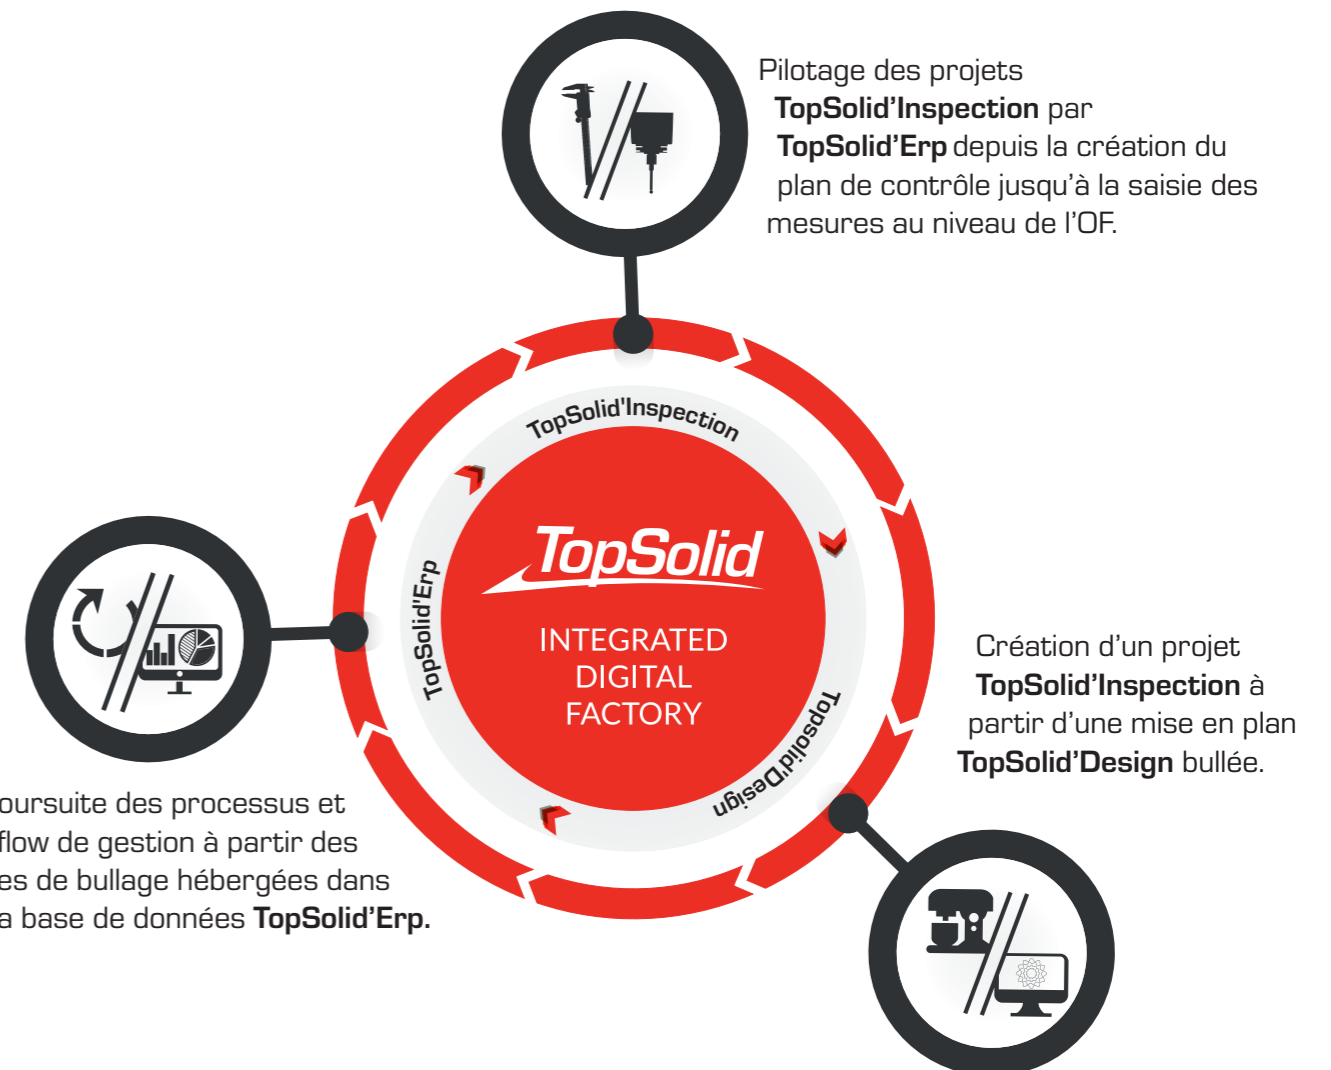 Pilotage des projets
TopSolid'Inspection par
TopSolid'Erp depuis la création du
plan de contrôle jusqu'à la saisie des
mesures au niveau de l'OF.
TopSolid'Inspection
TopSolid'Erp
Topsolid'Design
TopSolid
INTEGRATED
DIGITAL
FACTORY
Création d'un projet
TopSolid'Inspection à
partir d'une mise en plan
TopSolid'Design bullée.
oursuite des processus et
flow de gestion à partir des
es de bullage hébergées dans
a base de données TopSolid'Erp.